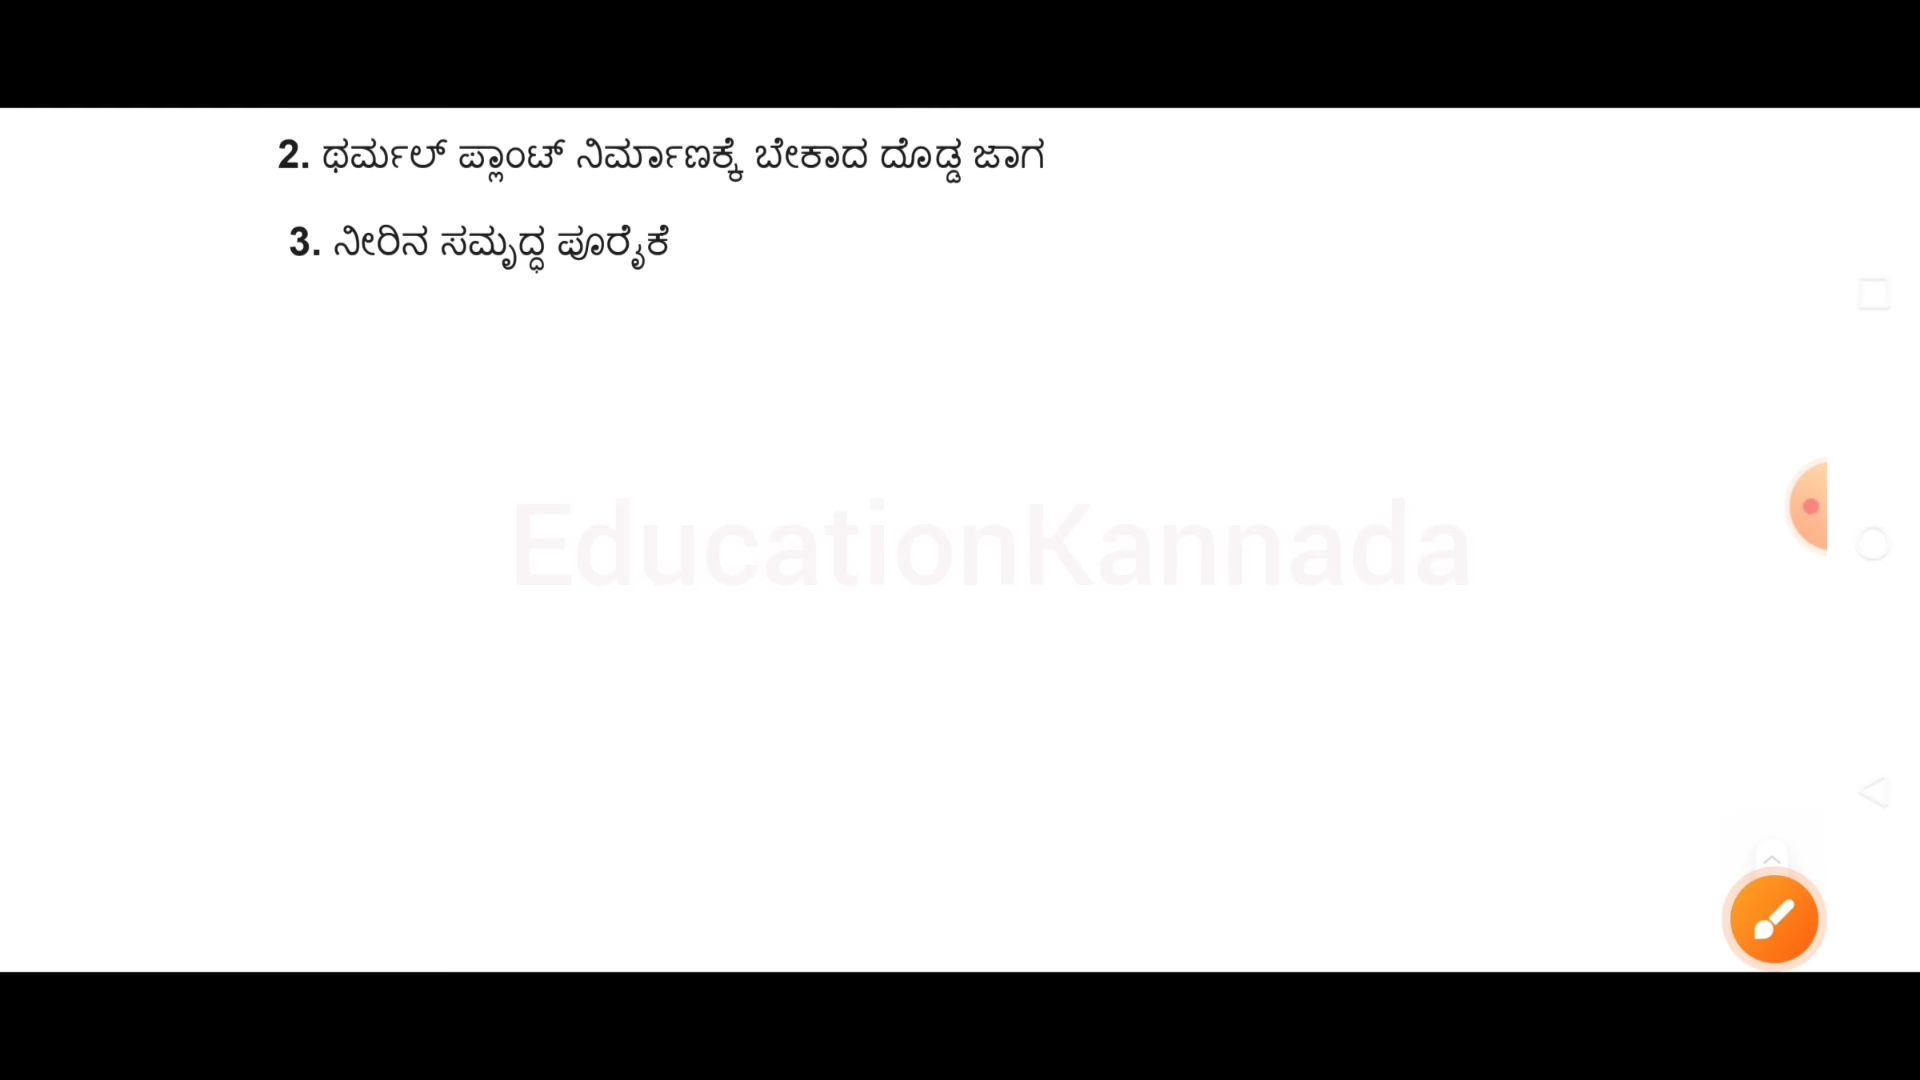 2. ಥರ್ಮಲ್ ಪ್ಲಾಂಟ್ ನಿರ್ಮಾಣಕ್ಕೆ ಬೇಕಾದ ದೊಡ್ಡ ಜಾಗ
3. ನೀರಿನ ಸಮೃದ್ಧ ಪೂರೈಕೆ
EducationKannada